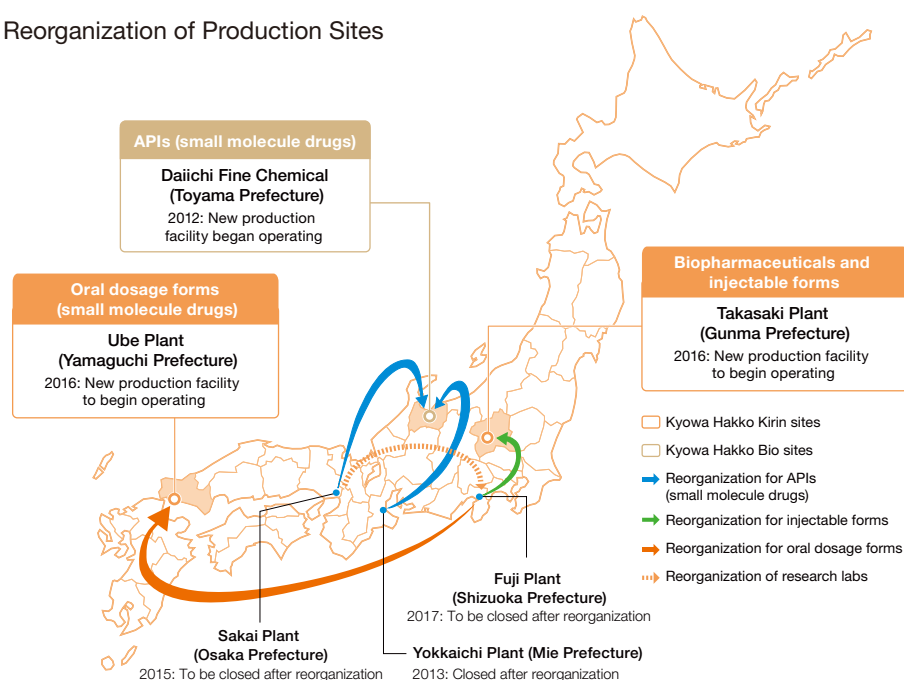 Reorganization of Production Sites
APIs (small molecule drugs)
Daiichi Fine Chemical
(Toyama Prefecture)
2012: New production
facility began operating
Oral dosage forms
(small molecule drugs)
Ube Plant
(Yamaguchi Prefecture)
2016: New production facility
to begin operating
Biopharmaceuticals and
injectable forms
Takasaki Plant
(Gunma Prefecture)
2016: New production facility
to begin operating
Kyowa Hakko Kirin sites
Kyowa Hakko Bio sites
Reorganization for APIs
(small molecule drugs)
Reorganization for injectable forms
Reorganization for oral dosage forms
Reorganization of research labs
Fuji Plant
(Shizuoka Prefecture)
2017: To be closed after reorganization
Sakai Plant
(Osaka Prefecture)
2015: To be closed after reorganization
Yokkaichi Plant (Mie Prefecture)
2013: Closed after reorganization